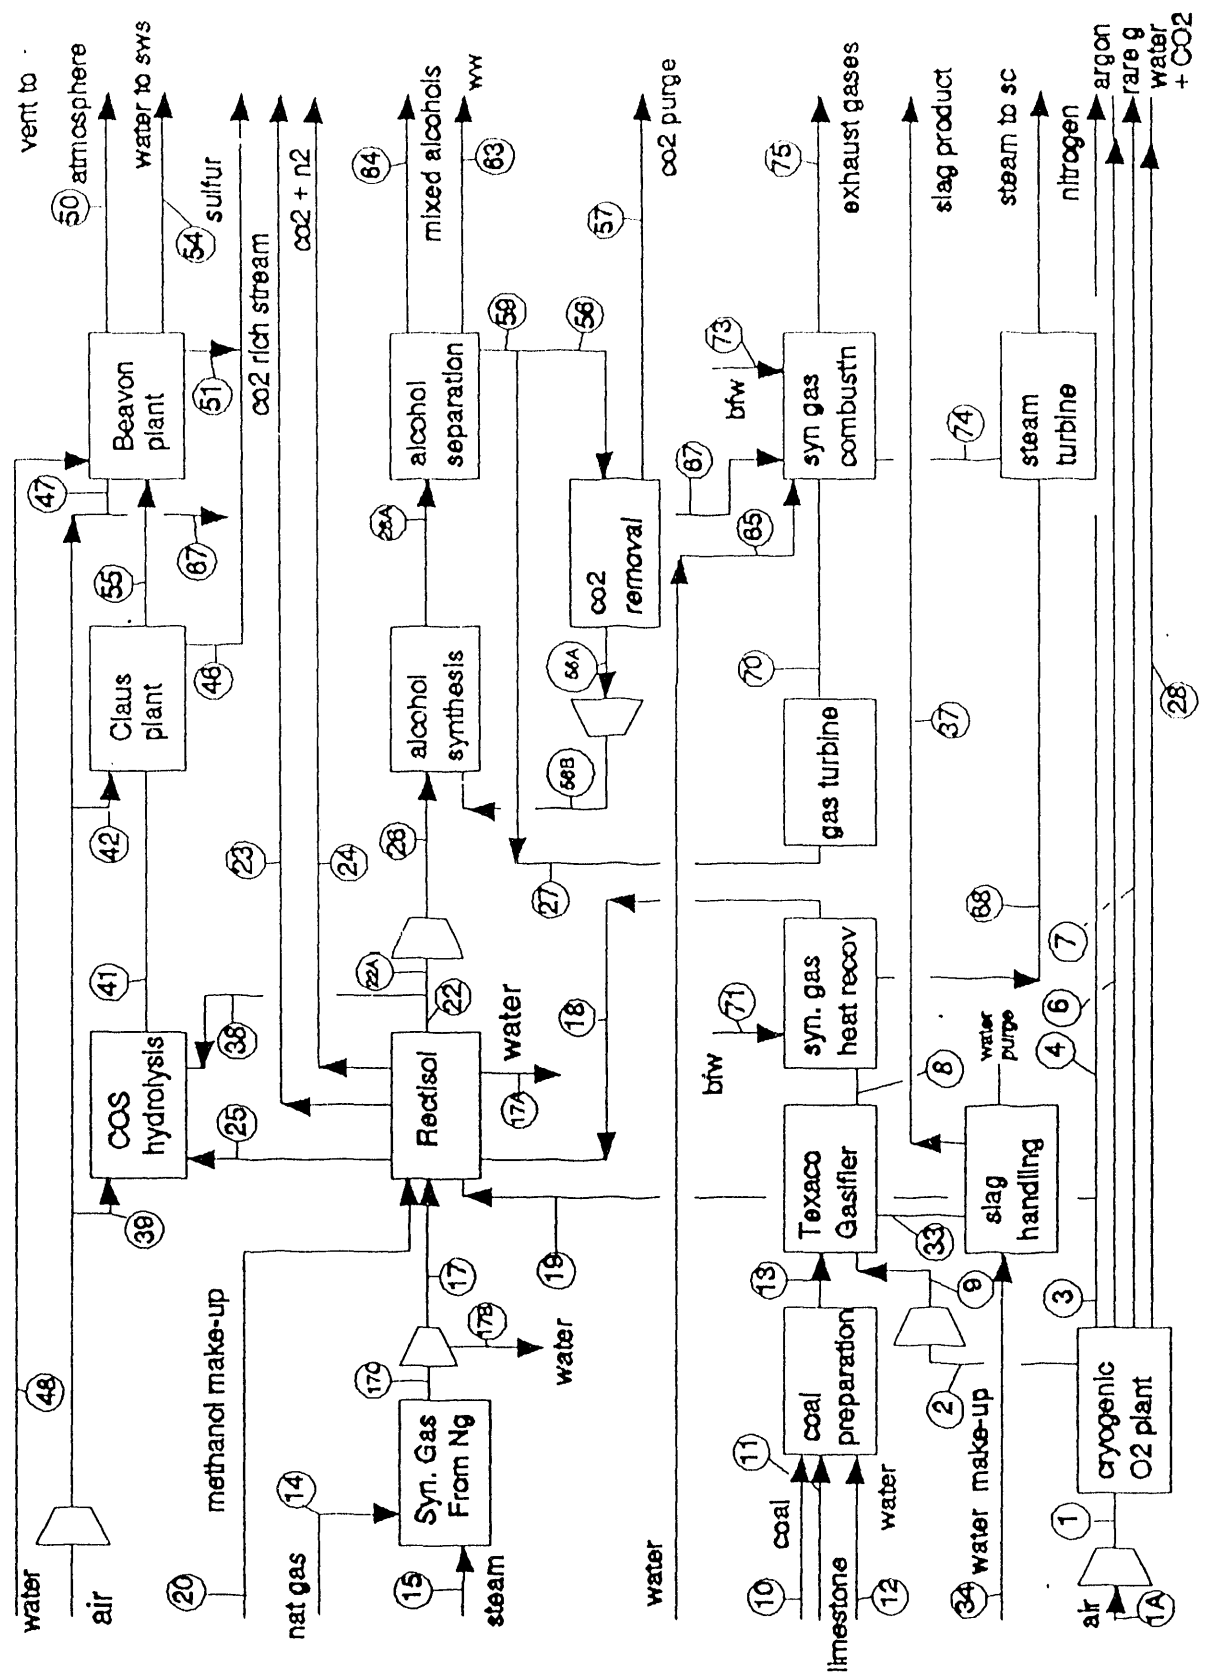 vent to
atmosphere
50
water to sws
54
sulfur
co2 rich stream
co2 + n2
64
mixed alcohols
63
ww
57
co2 purge
75
exhaust gases
slag product
steam to sc
nitrogen
argon
rare g
water
+ CO2
47
Beavon
plant
51
55
67
Claus
plant
46
42
41
COS
hydrolysis
38
25
39
48
water
air
23
24
alcohol
separation
59
56
26A
alcohol
synthesis
26
22A
22
Rectisol
17A
water
18
19
17
17B
water
17C
Syn. Gas
From Ng
14
nat gas
15
steam
20
methanol make-up
co2
removal
56A
56B
27
67
65
73
bfw
syn gas
combustn
74
steam
turbine
70
gas turbine
37
28
68
7
6
4
3
syn. gas
heat recov
71
bfw
8
water
purge
Texaco
Gasifier
33
slag
handling
13
9
2
coal
preparation
11
10
coal
limestone
12
water
water
34
water make-up
cryogenic
O2 plant
1
air
1A